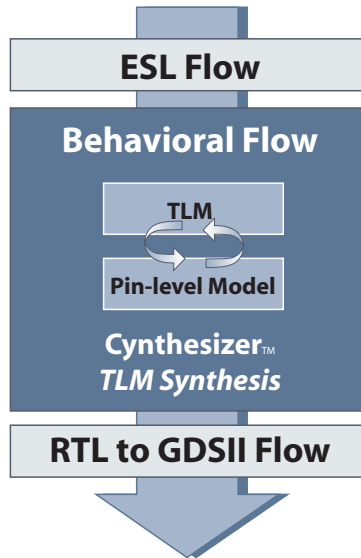 ESL Flow
Behavioral Flow
TLM
Pin-level Model
Cynthesizer™
TLM Synthesis
RTL to GDSII Flow